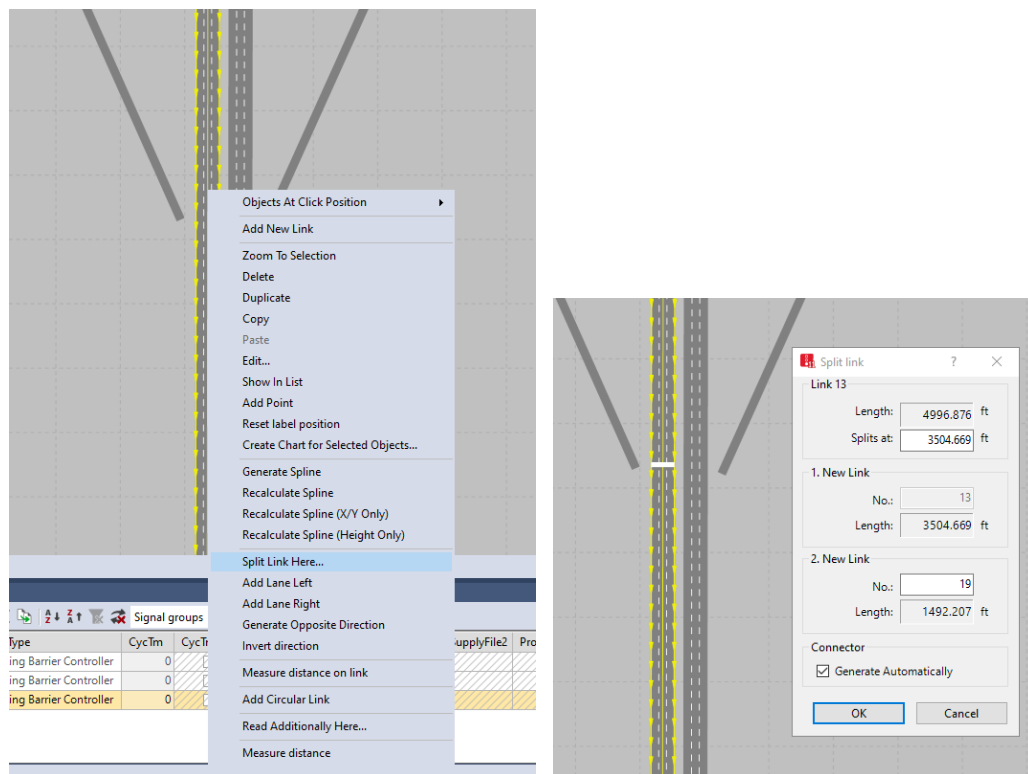 Objects At Click Position
Add New Link
Zoom To Selection
Delete
Duplicate
Copy
Paste
Edit...
Show In List
Add Point
Reset label position
Create Chart for Selected Objects...
Generate Spline
Recalculate Spline
Recalculate Spline (X/Y Only)
Recalculate Spline (Height Only)
Split Link Here...
Add Lane Left
Add Lane Right
Generate Opposite Direction
Invert direction
Measure distance on link
Add Circular Link
Read Additionally Here...
Measure distance
Signal groups
Type CycTm CycTr upplyFile2 Pro
ing Barrier Controller 0
ing Barrier Controller 0
ing Barrier Controller 0
Split link ?
Link 13
Length: 4996.876 ft
Splits at: 3504.669 ft
1. New Link
No.: 13
Length: 3504.669 ft
2. New Link
No.: 19
Length: 1492.207 ft
Connector
Generate Automatically
OK Cancel